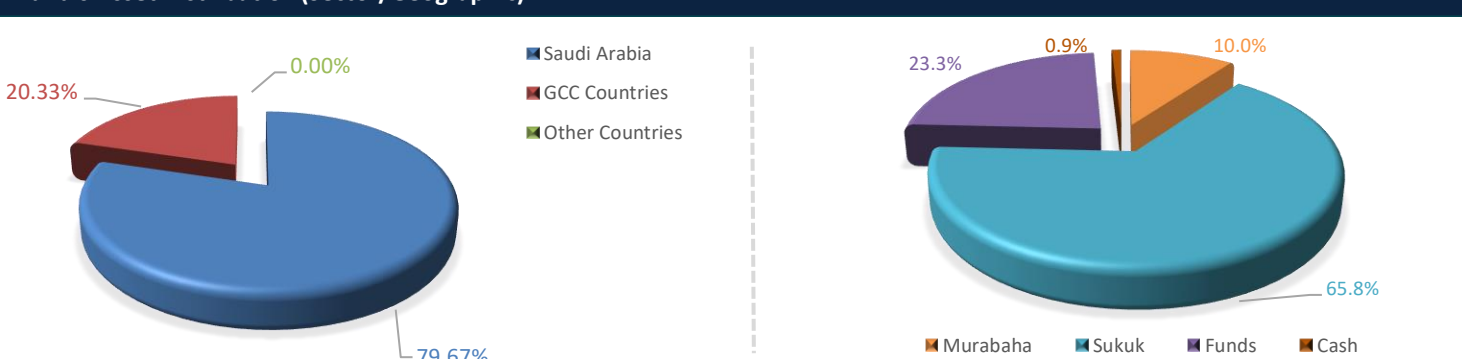 0.00%
20.33%
79.67%
Saudi Arabia
GCC Countries
Other Countries
0.9%
10.0%
23.3%
65.8%
Murabaha Sukuk Funds Cash